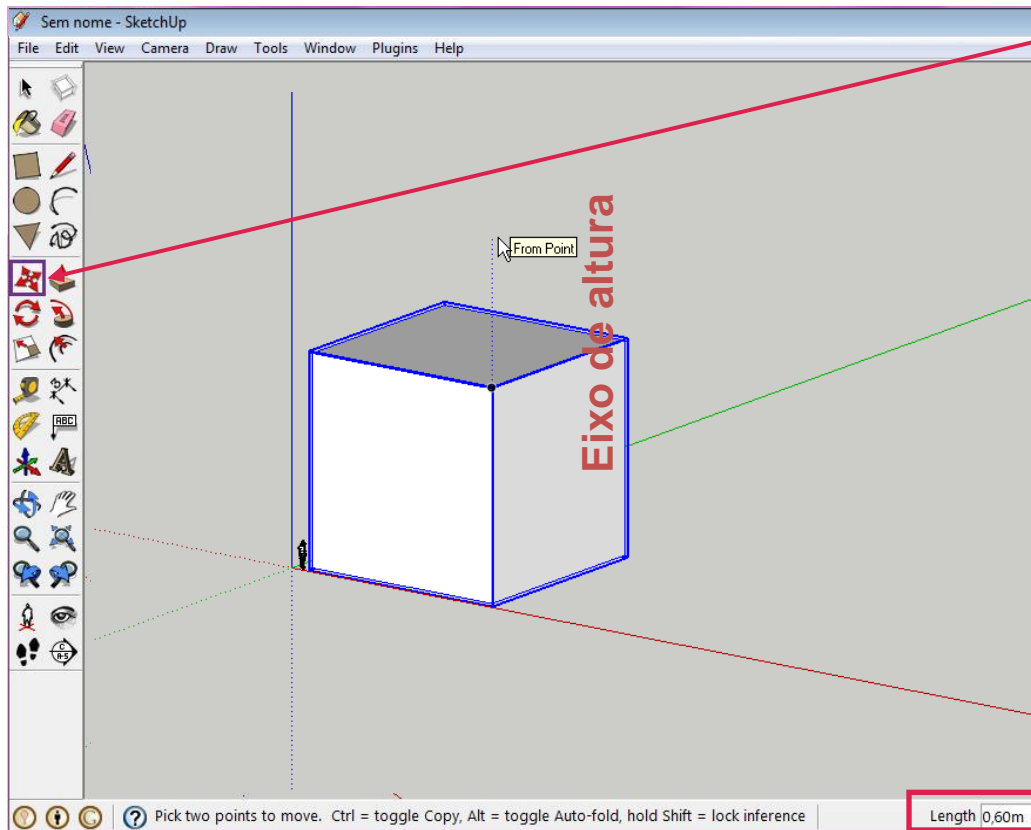 Sem nome - SketchUp
File Edit View Camera Draw Tools Window Plugins Help
From Point
Eixo de altura
ABC
Pick two points to move. Ctrl = toggle Copy, Alt = toggle Auto-fold, hold Shift = lock inference
Length 0,60m